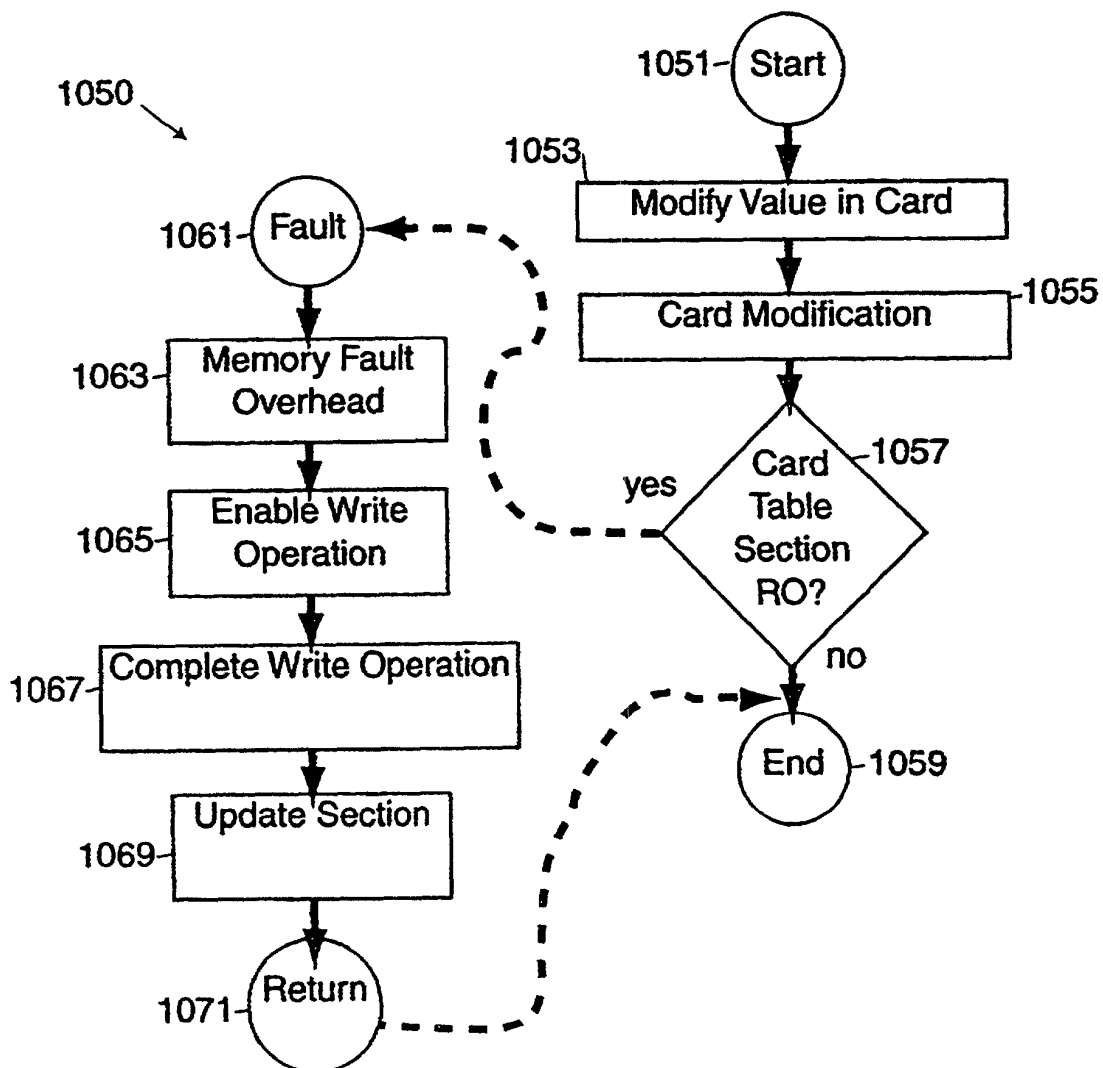 1050
1051
Start
1053
Modify Value in Card
1055
Card Modification
1057
Card
Table
Section
RO?
yes
no
End
1059
1061
Fault
1063
Memory Fault
Overhead
1065
Enable Write
Operation
1067
Complete Write Operation
1069
Update Section
1071
Return